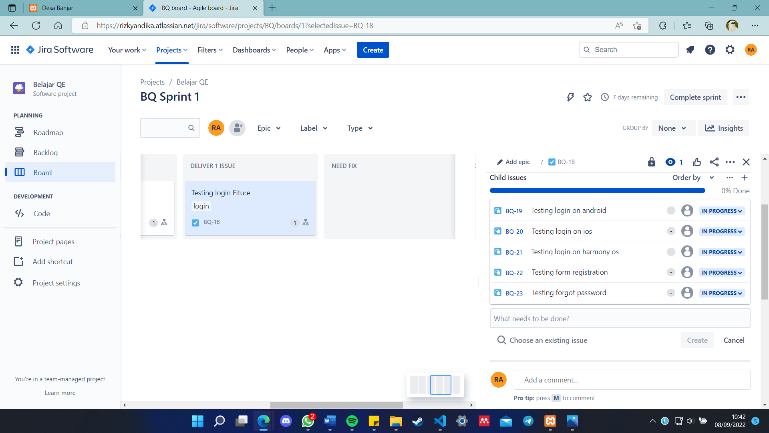 Desa Banjar
BQ board - Agile board - Jira
https://rizkyandika.atlassian.net/jira/software/projects/BQ/boards/1?selectedIssue=BQ-18
Jira Software
Your work
Projects
Filters
Dashboards
People
Apps
Create
Search
RA
Belajar QE
Software project
PLANNING
Roadmap
Backlog
Board
DEVELOPMENT
Code
Project pages
Add shortcut
Project settings
You're in a team-managed project
Learn more
Projects / Belajar QE
BQ Sprint 1
7 days remaining
Complete sprint
RA
Epic
Label
Type
GROUP BY
None
Insights
DELIVER 1 ISSUE
NEED FIX
Testing login Fiture
login
BQ-18
1
1
Add epic / BQ-18
1
Child issues
Order by
0% Done
BQ-19 Testing login on android - IN PROGRESS
BQ-20 Testing login on ios - IN PROGRESS
BQ-21 Testing login on harmony os - IN PROGRESS
BQ-22 Testing form registration - IN PROGRESS
BQ-23 Testing forgot password - IN PROGRESS
What needs to be done?
Choose an existing issue
Create
Cancel
RA
Add a comment...
Pro tip: press M to comment
2
10:42
08/09/2022